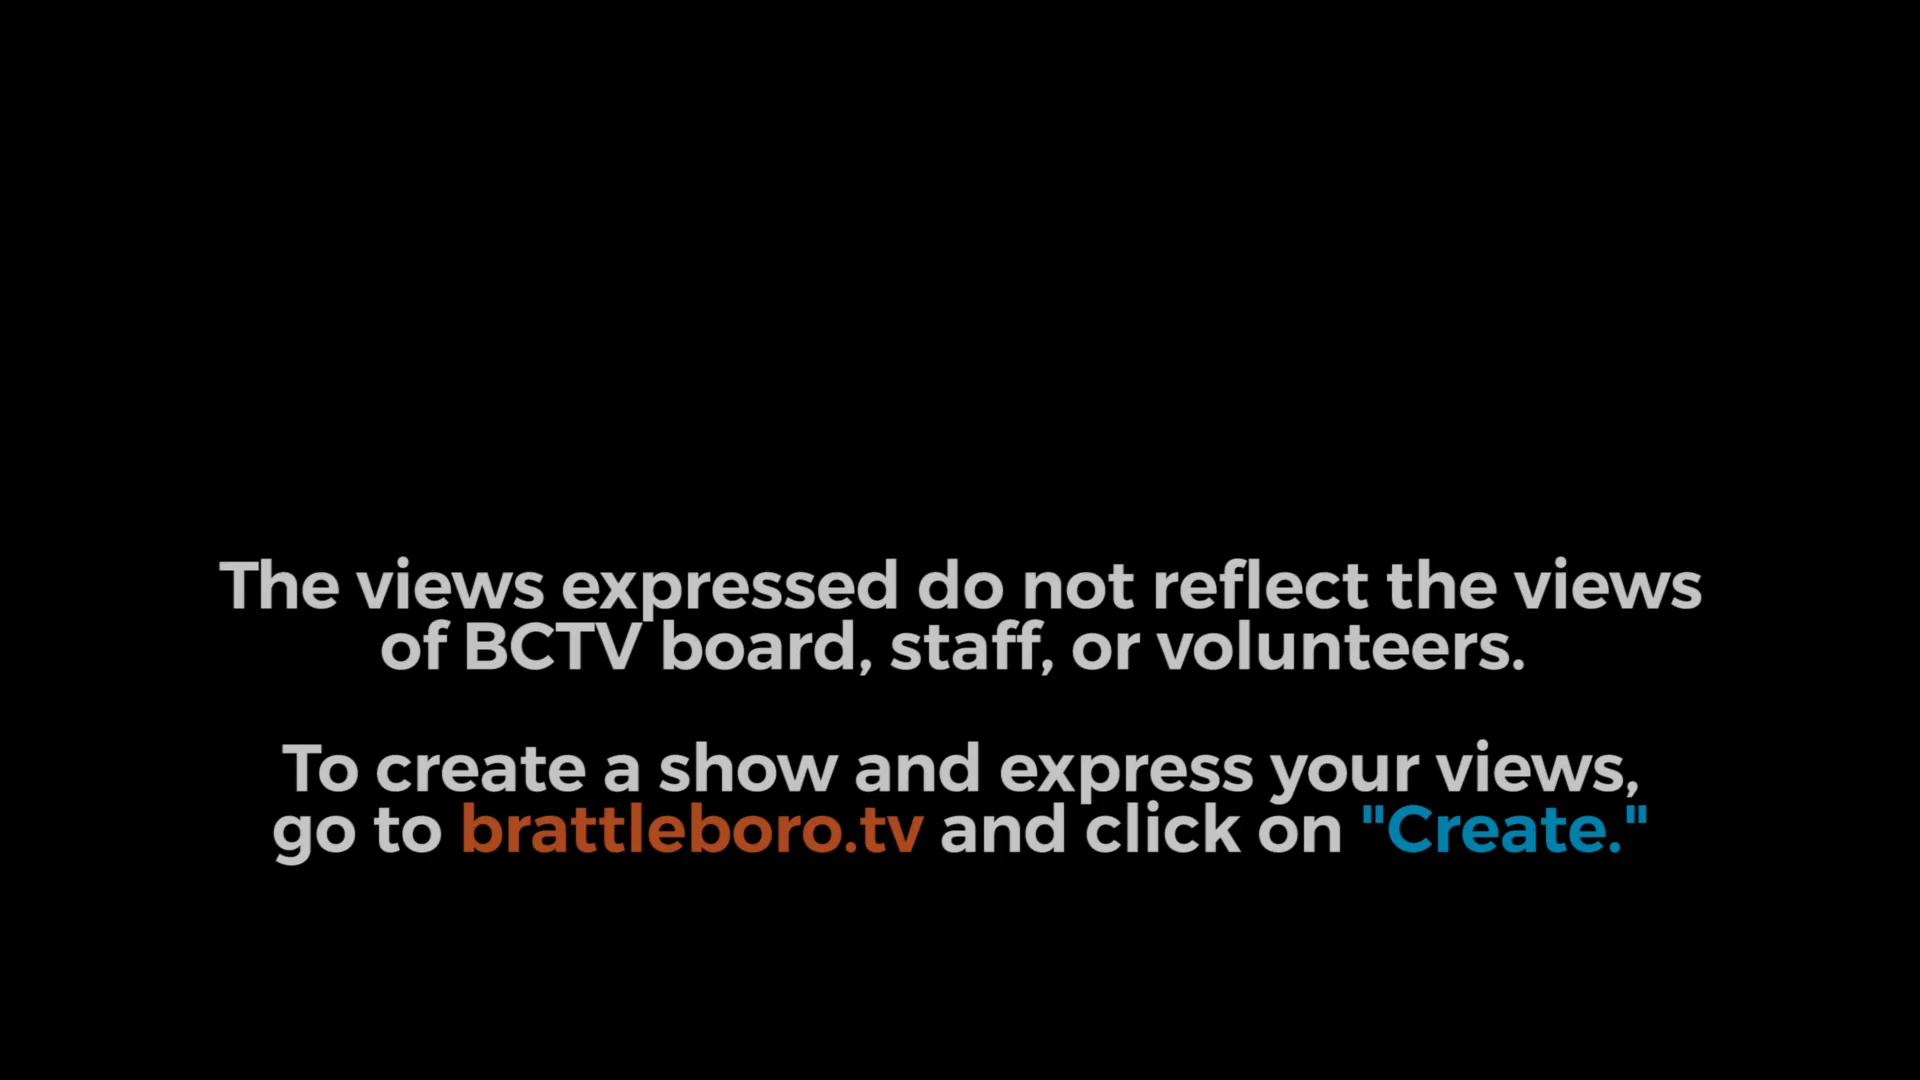 The views expressed do not reflect the views
of BCTV board, staff, or volunteers.
To create a show and express your views,
go to brattleboro.tv and click on "Create."